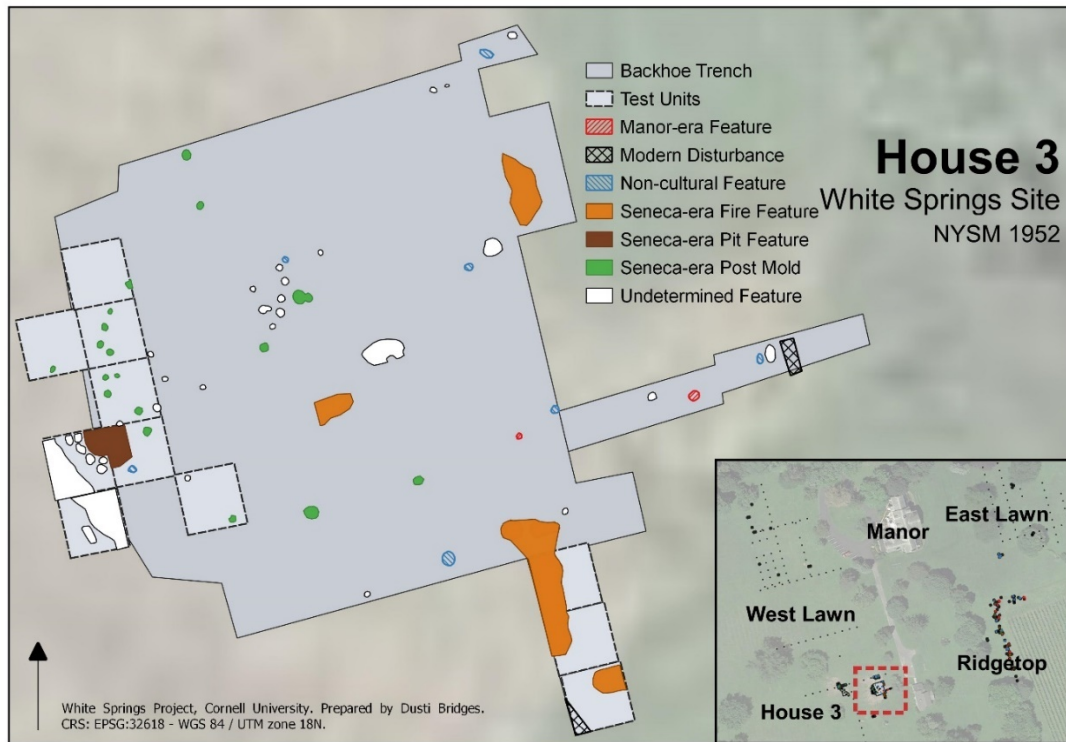 Backhoe Trench
Test Units
Manor-era Feature
Modern Disturbance
Non-cultural Feature
Seneca-era Fire Feature
Seneca-era Pit Feature
Seneca-era Post Mold
Undetermined Feature
House 3
White Springs Site
NYSM 1952
Manor
East Lawn
West Lawn
Ridgetop
House 3
White Springs Project, Cornell University. Prepared by Dusti Bridges.
CRS: EPSG:32618 - WGS 84 / UTM zone 18N.